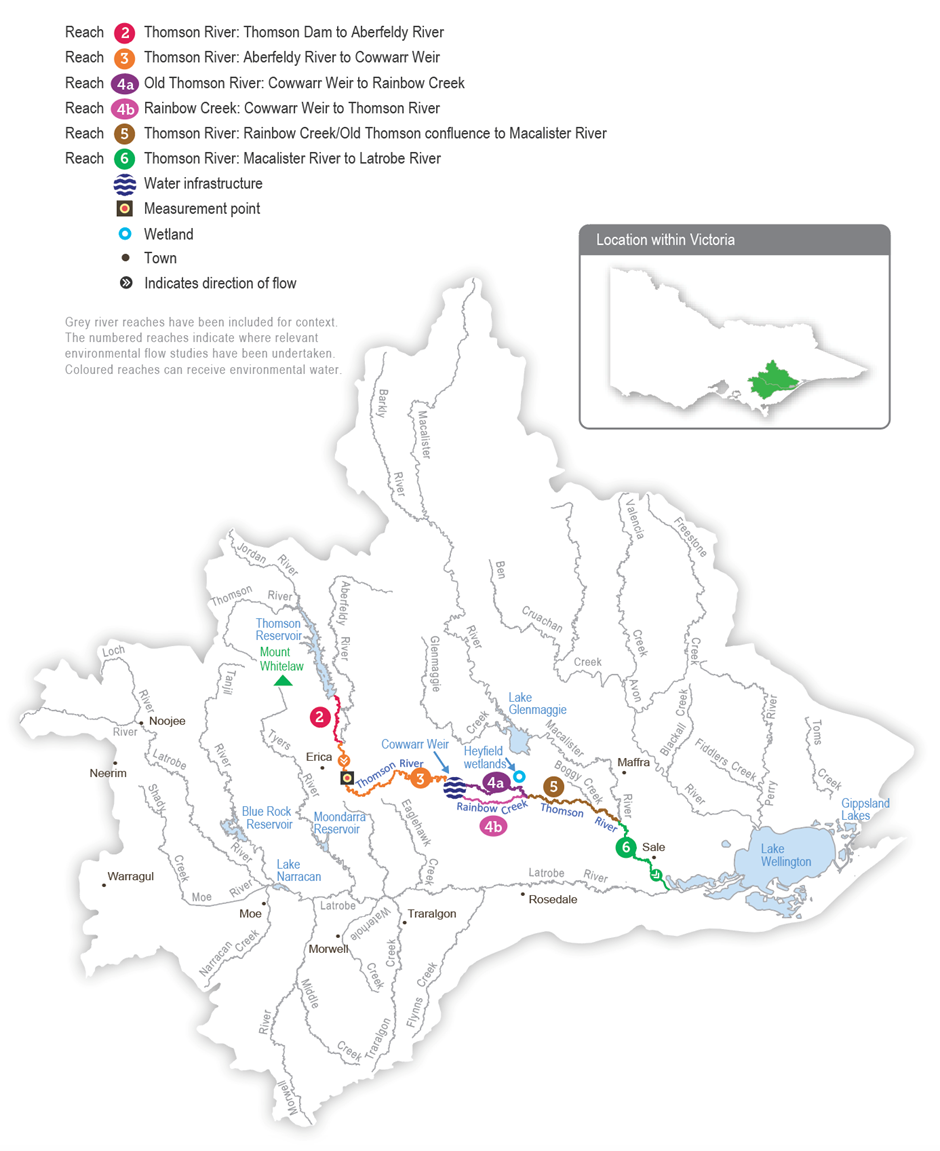 Reach 2 Thomson River: Thomson Dam to Aberfeldy River
Reach 3 Thomson River: Aberfeldy River to Cowwarr Weir
Reach 4a Old Thomson River: Cowwarr Weir to Rainbow Creek
Reach 4b Rainbow Creek: Cowwarr Weir to Thomson River
Reach 5 Thomson River: Rainbow Creek/Old Thomson confluence to Macalister River
Reach 6 Thomson River: Macalister River to Latrobe River
Water infrastructure
Measurement point
Wetland
Town
Indicates direction of flow
Grey river reaches have been included for context.
The numbered reaches indicate where relevant
environmental flow studies have been undertaken.
Coloured reaches can receive environmental water.
Location within Victoria
Barkly
River
Macalister
River
Jordan River
Thomson River
Thomson
Reservoir
Mount
Whitelaw
Aberfeldy
River
Glenmaggie
Creek
Ben
Cruachan
Creek
Valencia
Creek
Freestone
Creek
Avon
River
Blackall Creek
Fiddlers Creek
Perry
River
Toms
Creek
Loch
River
Noojee
River
Latrobe
River
Neerim
Shady
Creek
Tanjil
River
Tyers
River
Erica
2
3
4a
4b
5
6
Thomson River
Cowwarr Weir
Heyfield
wetlands
Lake
Glenmaggie
Macalister
River
Boggy Creek
Maffra
Rainbow Creek
Thomson River
Sale
Gippsland
Lakes
Lake
Wellington
Blue Rock
Reservoir
Moondarra
Reservoir
Lake
Narracan
Eaglehawk
Creek
Warragul
Moe River
Moe
Narracan Creek
Latrobe
Latrobe River
Rosedale
Traralgon
Morwell
Waterhole
Creek
Middle
Creek
Traralgon
Creek
Flynns Creek
River
Morwell